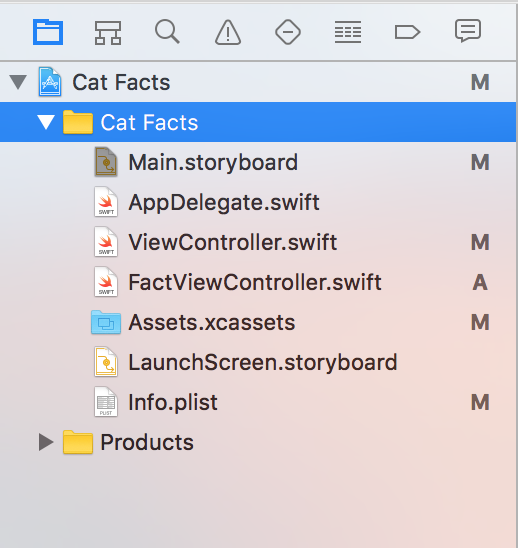 Cat Facts M
Cat Facts
Main.storyboard M
AppDelegate.swift
ViewController.swift M
FactViewController.swift A
Assets.xcassets M
LaunchScreen.storyboard
Info.plist M
Products